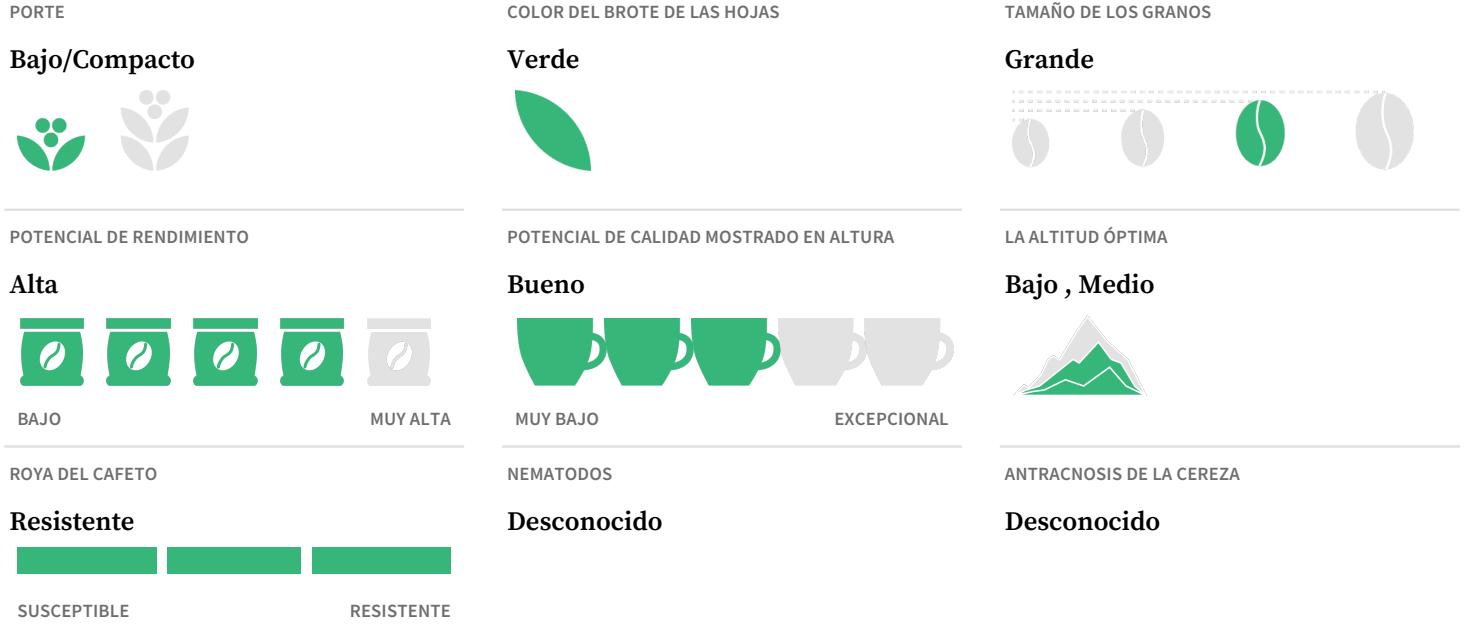 PORTE
Bajo/Compacto
COLOR DEL BROTE DE LAS HOJAS
Verde
TAMAÑO DE LOS GRANOS
Grande
POTENCIAL DE RENDIMIENTO
Alta
BAJO
MUY ALTA
POTENCIAL DE CALIDAD MOSTRADO EN ALTURA
Bueno
MUY BAJO
EXCEPCIONAL
LA ALTITUD ÓPTIMA
Bajo , Medio
ROYA DEL CAFETO
Resistente
SUSCEPTIBLE
RESISTENTE
NEMATODOS
Desconocido
ANTRACNOSIS DE LA CEREZA
Desconocido